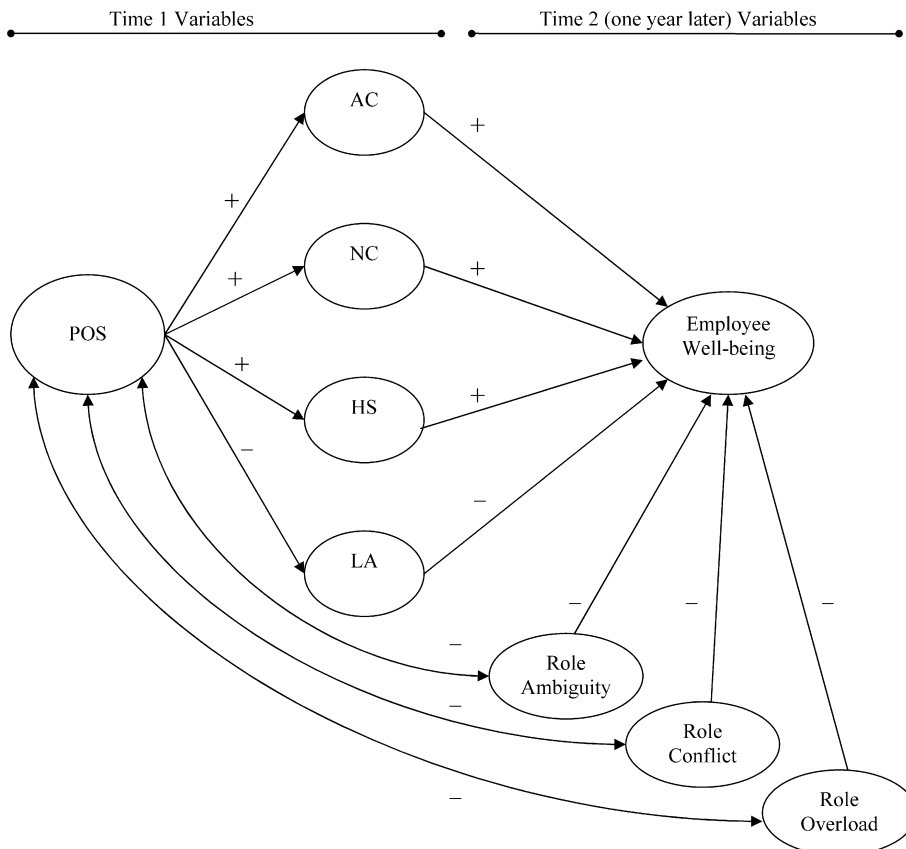 Time 1 Variables
Time 2 (one year later) Variables
AC
+
+
NC
+
+
POS
Employee
Well-being
+
HS
+
–
LA
–
–
–
–
–
Role
Ambiguity
–
Role
Conflict
–
Role
Overload